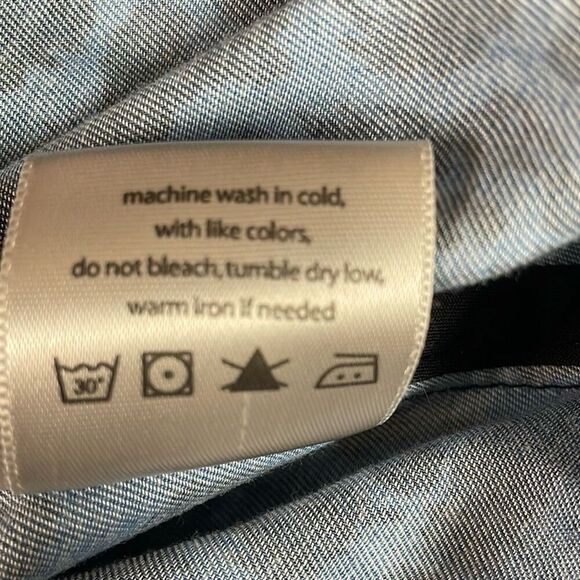 machine wash in cold,
with like colors,
do not bleach, tumble dry low,
warm iron if needed
30°